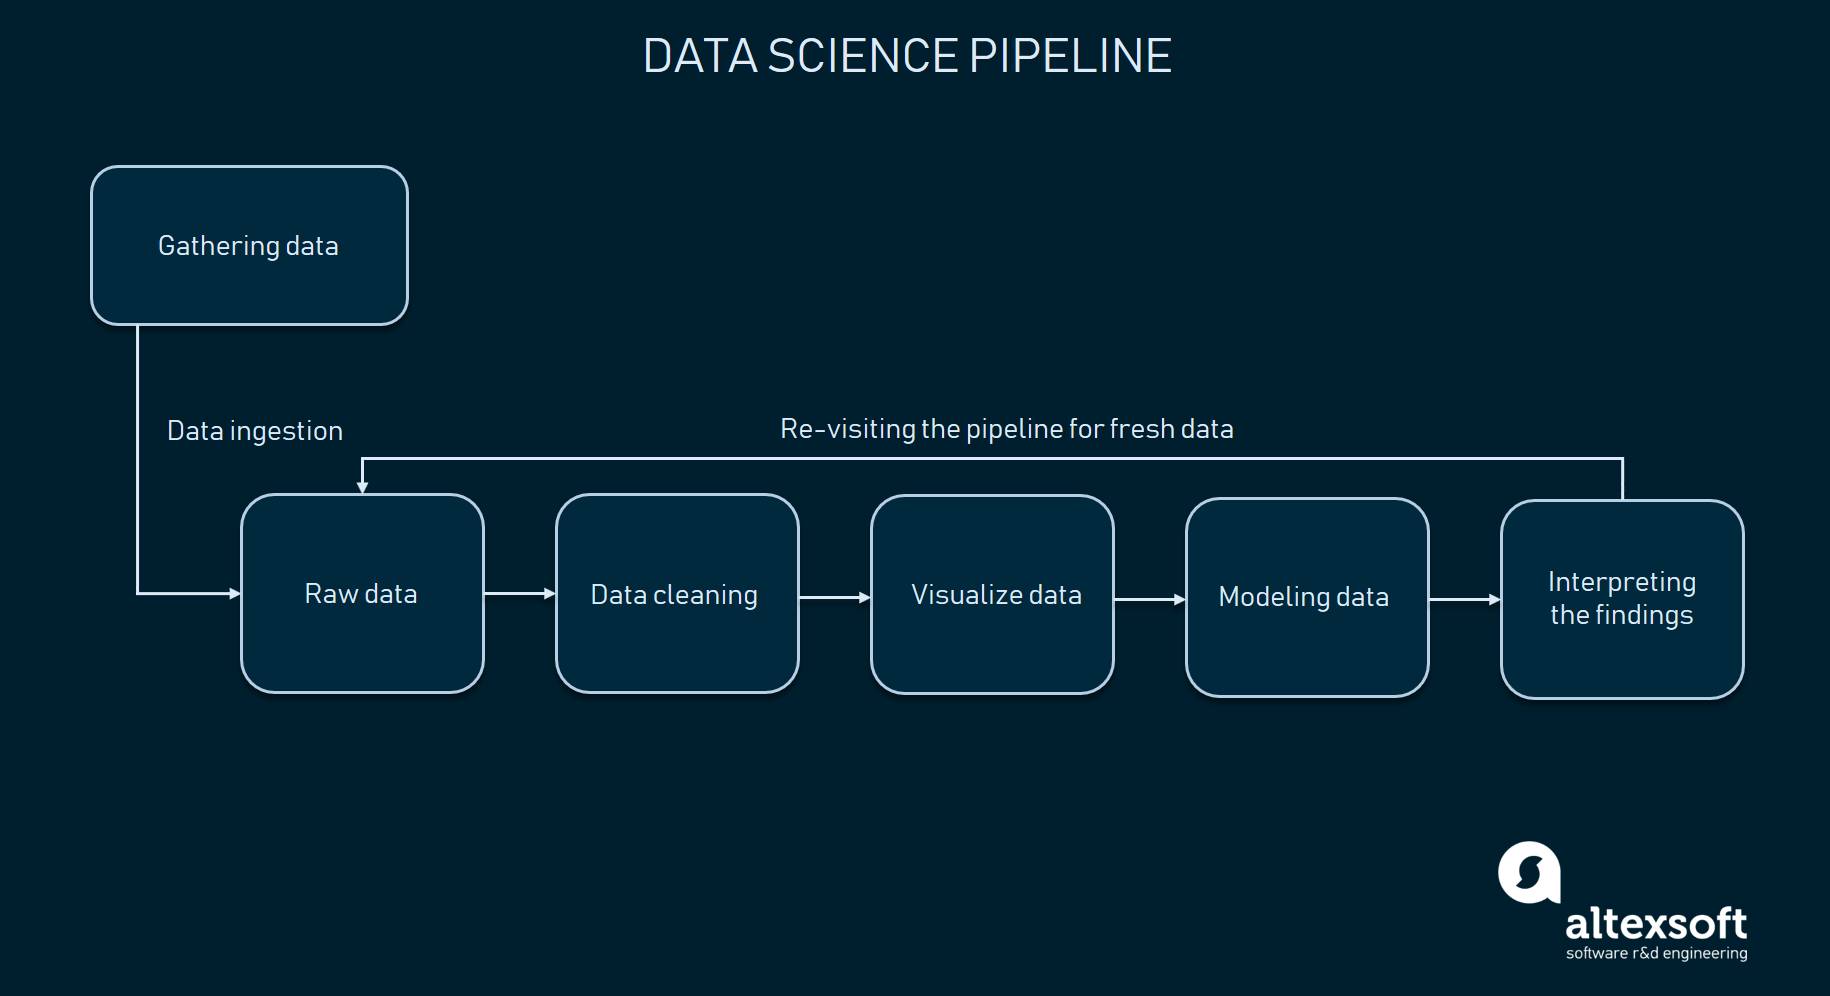 DATA SCIENCE PIPELINE
Gathering data
Data ingestion
Re-visiting the pipeline for fresh data
Raw data
Data cleaning
Visualize data
Modeling data
Interpreting
the findings
altexsoft
software r&d engineering